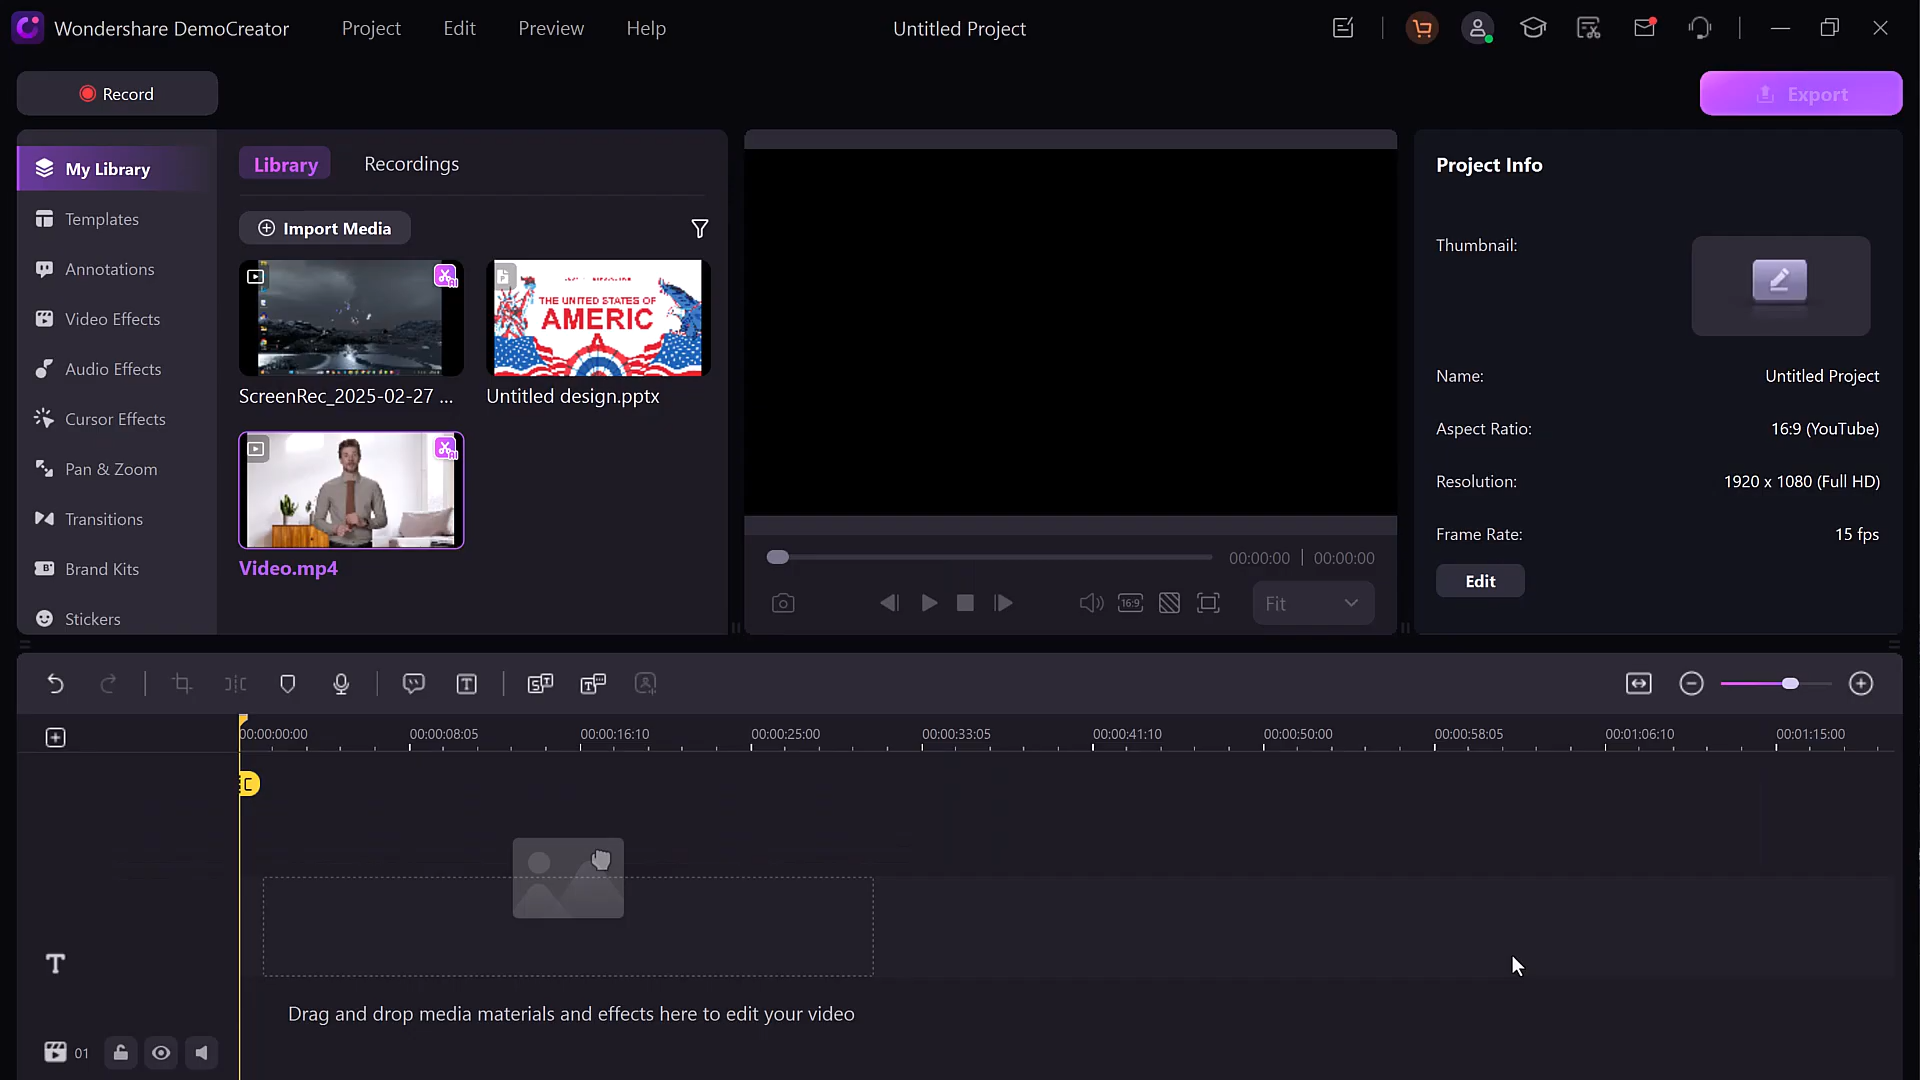 Wondershare DemoCreator
Project
Edit
Preview
Help
Untitled Project
Record
Export
My Library
Templates
Annotations
Video Effects
Audio Effects
Cursor Effects
Pan & Zoom
Transitions
Brand Kits
Stickers
Library
Recordings
Import Media
AI
P
THE UNITED STATES OF
AMERIC
ScreenRec_2025-02-27 ...
Untitled design.pptx
AI
Video.mp4
00:00:00 | 00:00:00
16:9
Fit
Project Info
Thumbnail:
Name:
Untitled Project
Aspect Ratio:
16:9 (YouTube)
Resolution:
1920 x 1080 (Full HD)
Frame Rate:
15 fps
Edit
00:00:00:00
00:00:08:05
00:00:16:10
00:00:25:00
00:00:33:05
00:00:41:10
00:00:50:00
00:00:58:05
00:01:06:10
00:01:15:00
Drag and drop media materials and effects here to edit your video
01